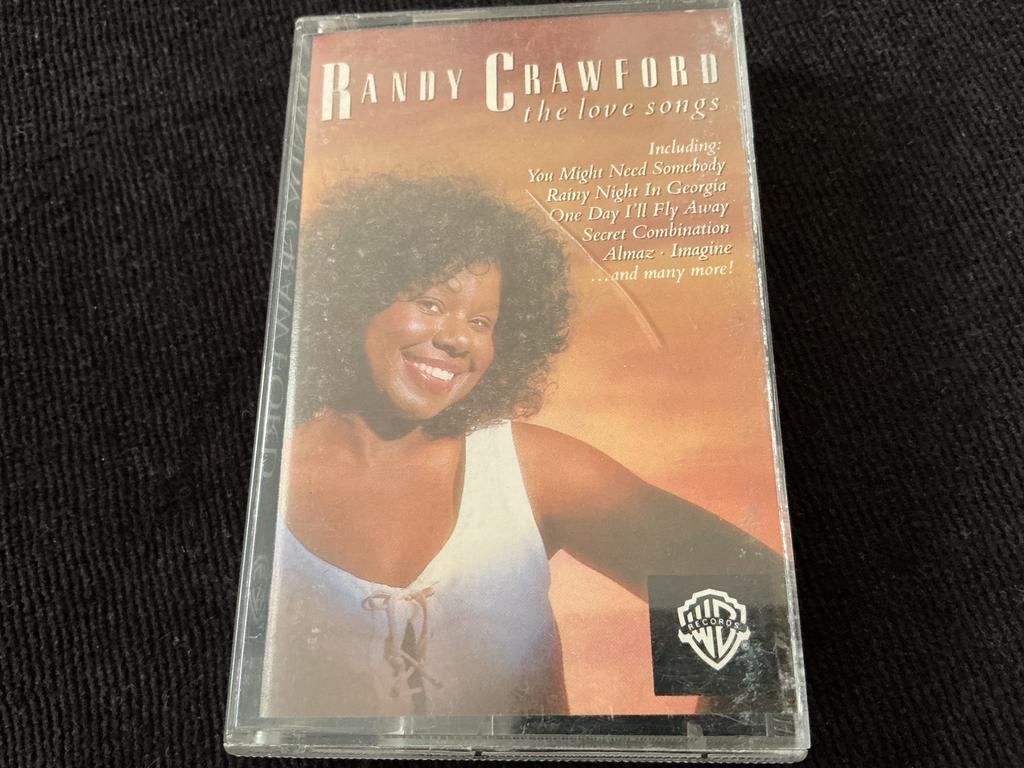 RANDY CRAWFORD
the love songs
Including:
You Might Need Somebody
Rainy Night In Georgia
One Day I'll Fly Away
Secret Combination
Almaz · Imagine
...and many more!
WB
RECORDS